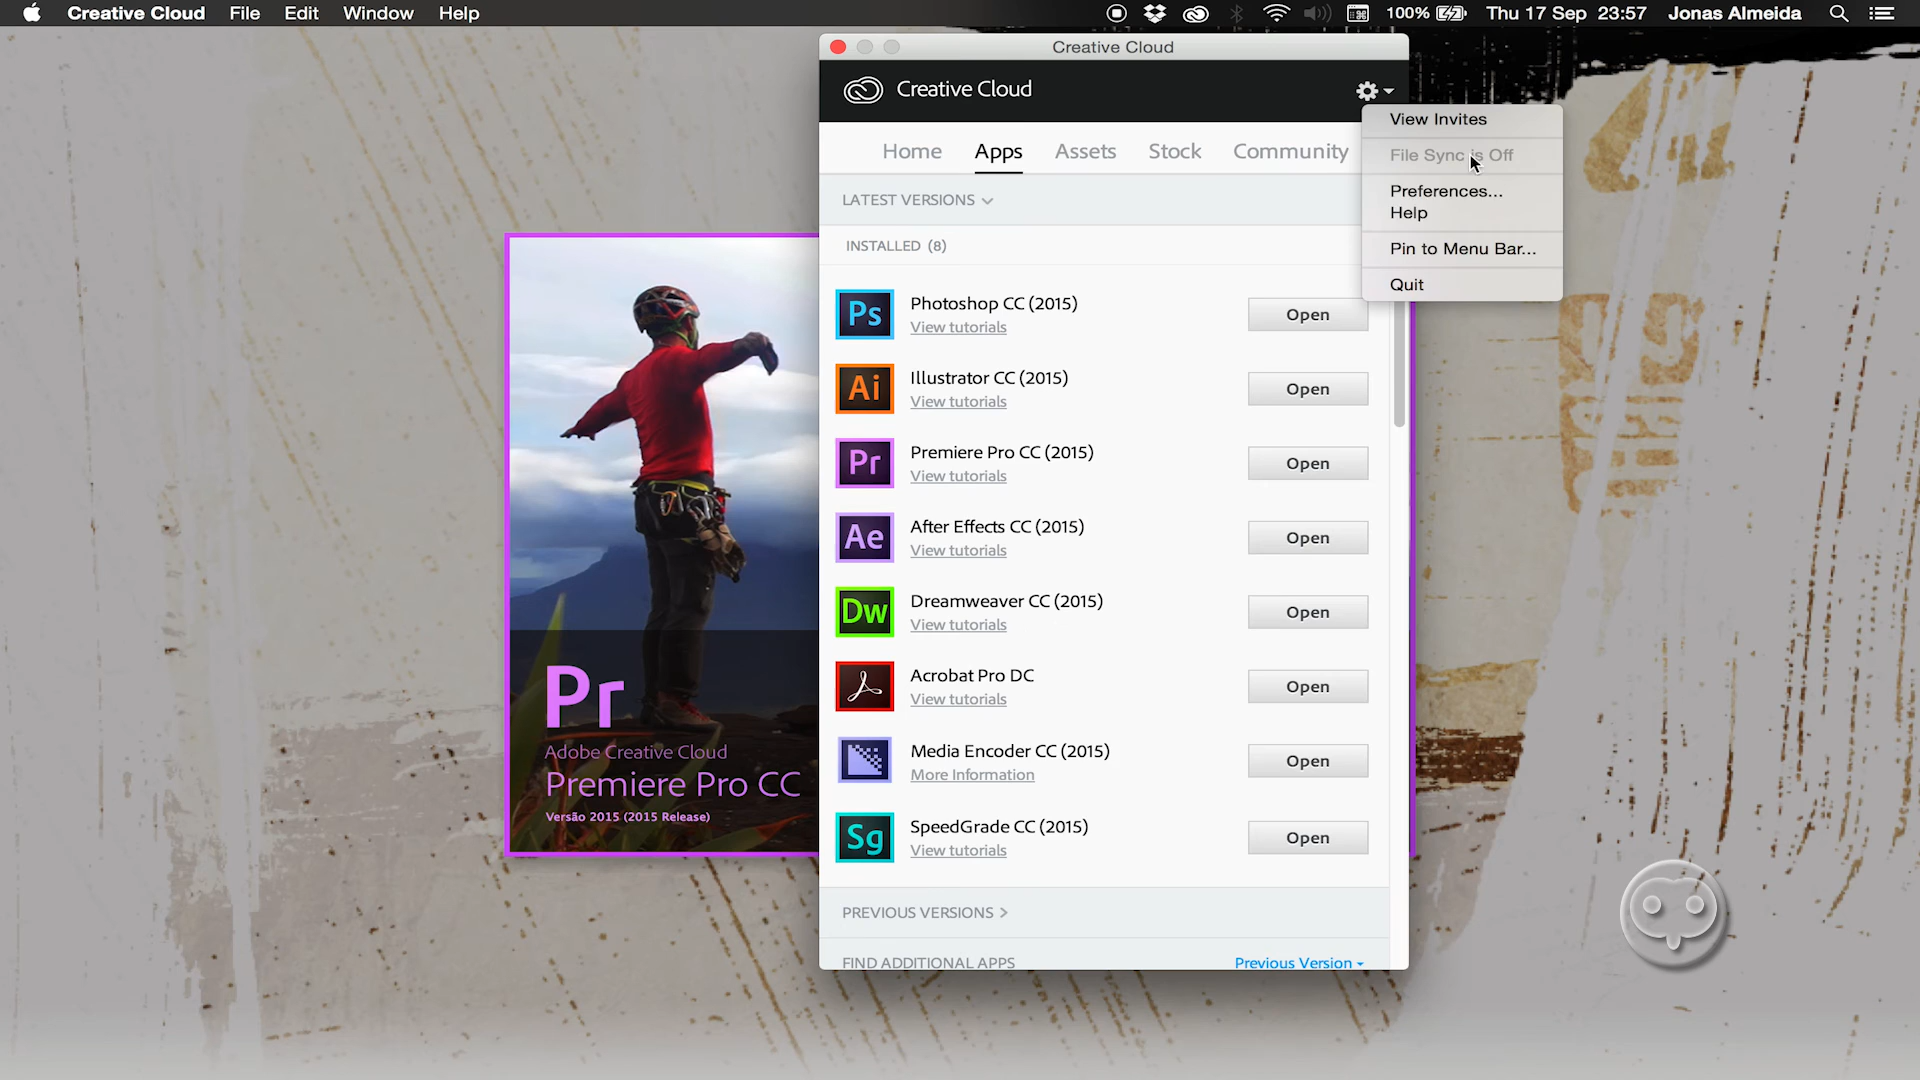 Creative Cloud File Edit Window Help
100% Thu 17 Sep 23:57 Jonas Almeida
Creative Cloud
Creative Cloud
View Invites
File Sync is Off
Preferences...
Help
Pin to Menu Bar...
Quit
Home Apps Assets Stock Community
LATEST VERSIONS
INSTALLED (8)
Ps
Photoshop CC (2015)
View tutorials
Open
Ai
Illustrator CC (2015)
View tutorials
Open
Pr
Premiere Pro CC (2015)
View tutorials
Open
Ae
After Effects CC (2015)
View tutorials
Open
Dw
Dreamweaver CC (2015)
View tutorials
Open
Acrobat Pro DC
View tutorials
Open
Media Encoder CC (2015)
More Information
Open
Sg
SpeedGrade CC (2015)
View tutorials
Open
PREVIOUS VERSIONS >
FIND ADDITIONAL APPS
Previous Version
Pr
Adobe Creative Cloud
Premiere Pro CC
Versão 2015 (2015 Release)